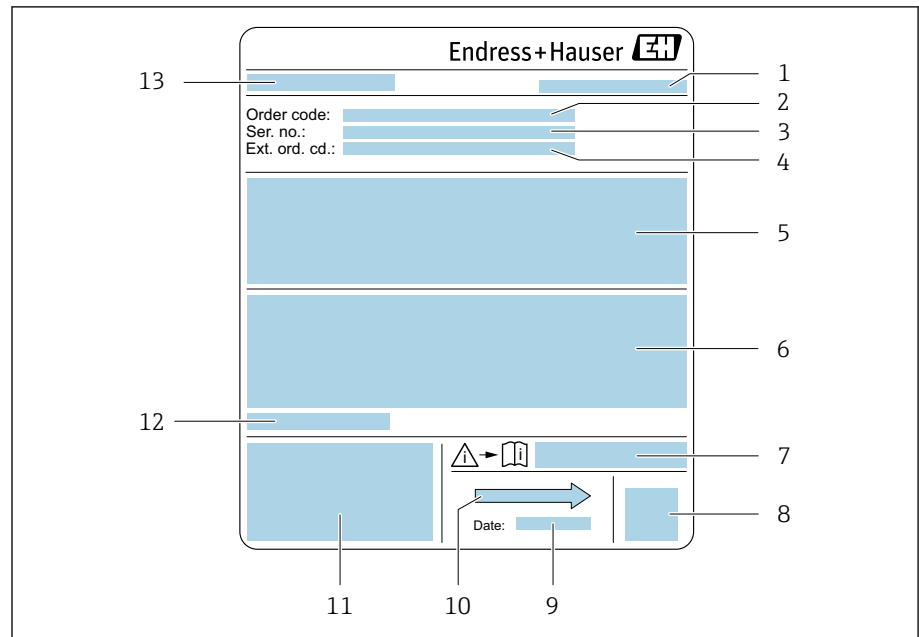 Endress+Hauser EH
13
1
Order code:
2
Ser. no.:
3
Ext. ord. cd.:
4
5
6
12
i i
7
10
Date:
8
11
9